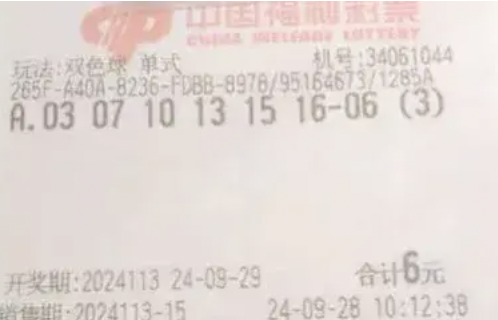 中国福利彩票
CHINA WELFARE LOTTERY
玩法:双色球 单式 机号:34061044
265F-A40A-8236-FDBB-8978/95164673/1285A
A.03 07 10 13 15 16-06 (3)
开奖期:2024113 24-09-29 合计6元
销售期:2024113-15 24-09-28 10:12:38